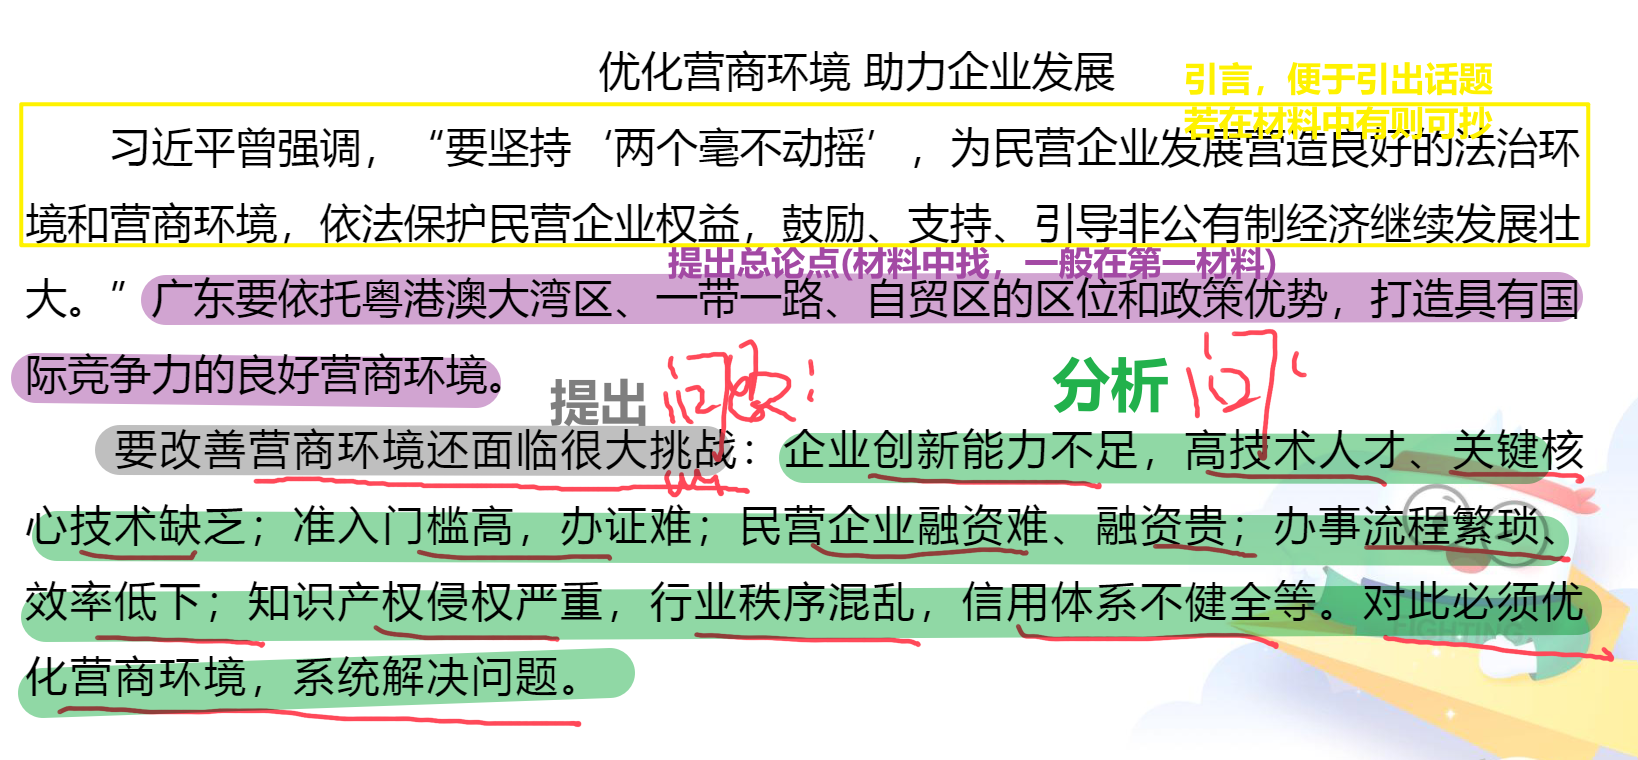 优化营商环境 助力企业发展
引言，便于引出话题
若在材料中有则可抄
习近平曾强调，“要坚持‘两个毫不动摇’，为民营企业发展营造良好的法治环
境和营商环境，依法保护民营企业权益，鼓励、支持、引导非公有制经济继续发展壮
提出总论点(材料中找，一般在第一材料)
大。”广东要依托粤港澳大湾区、一带一路、自贸区的区位和政策优势，打造具有国
际竞争力的良好营商环境。
提出 问题：
分析 问
要改善营商环境还面临很大挑战：企业创新能力不足，高技术人才、关键核
心技术缺乏；准入门槛高，办证难；民营企业融资难、融资贵；办事流程繁琐、
效率低下；知识产权侵权严重，行业秩序混乱，信用体系不健全等。对此必须优
FIGHTING
化营商环境，系统解决问题。